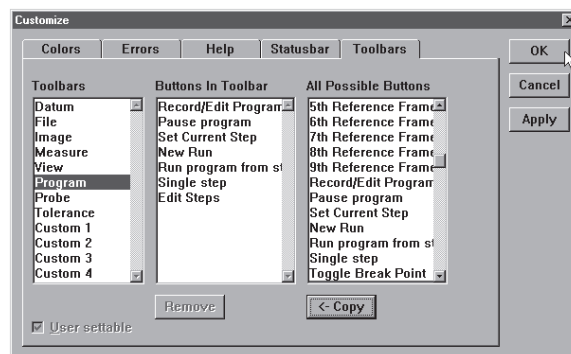 Customize
Colors
Errors
Help
Statusbar
Toolbars
OK
Cancel
Apply
Toolbars
Datum
File
Image
Measure
View
Program
Probe
Tolerance
Custom 1
Custom 2
Custom 3
Custom 4
Buttons In Toolbar
Record/Edit Program
Pause program
Set Current Step
New Run
Run program from st
Single step
Edit Steps
All Possible Buttons
5th Reference Frame
6th Reference Frame
7th Reference Frame
8th Reference Frame
9th Reference Frame
Record/Edit Program
Pause program
Set Current Step
New Run
Run program from st
Single step
Toggle Break Point
Remove
<- Copy
User settable